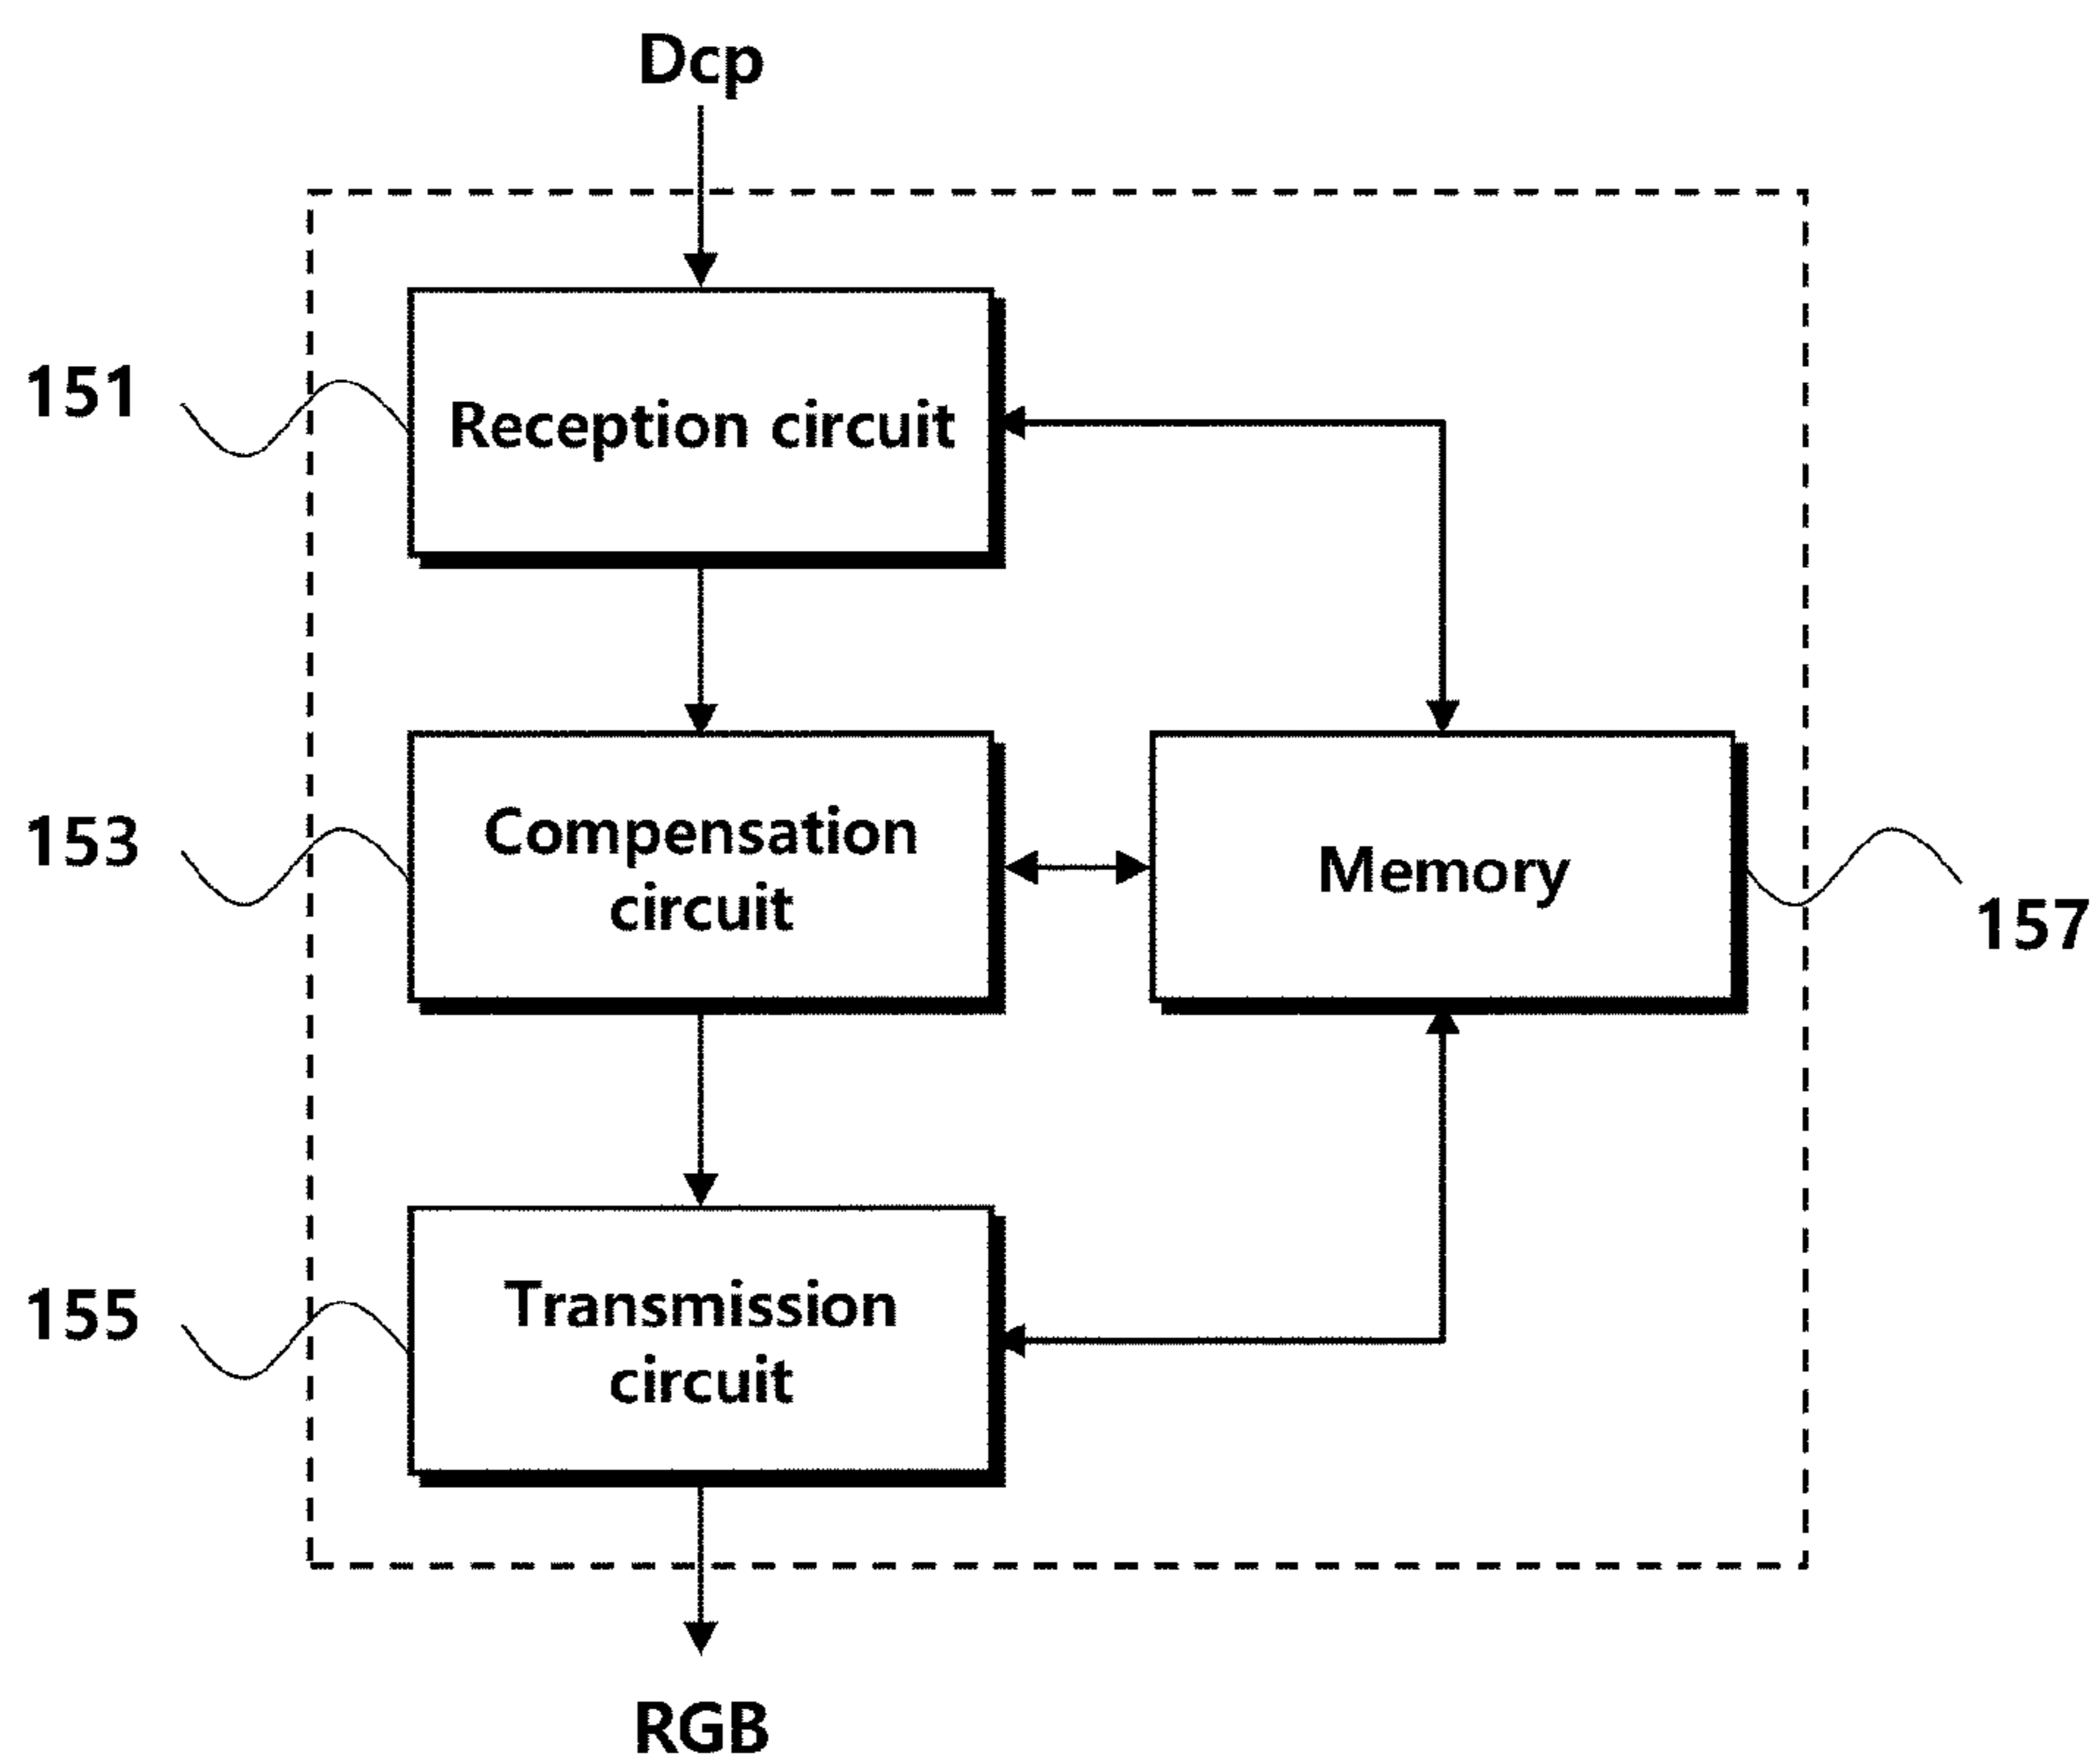 Dcp
151
Reception circuit
153
Compensation
circuit
Memory
157
155
Transmission
circuit
RGB